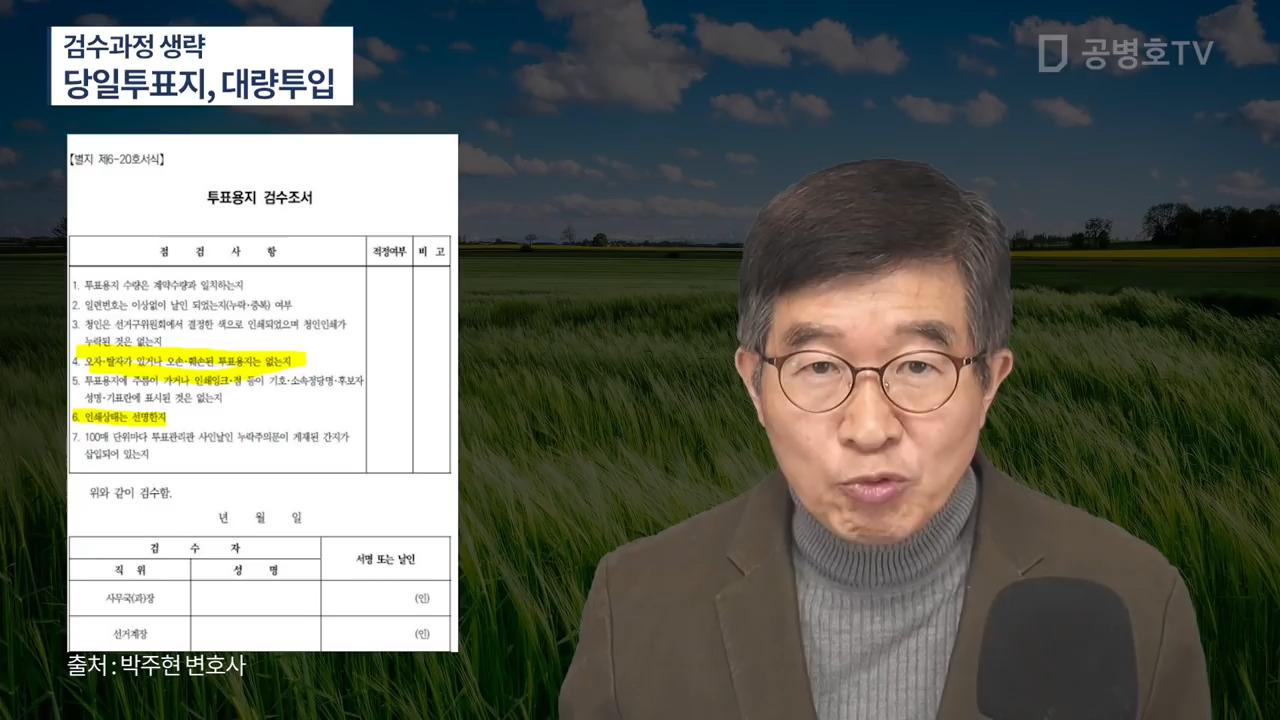 검수과정 생략
당일투표지, 대량투입
공병호TV
【별지 제6-20호서식】
투표용지 검수조서
점 검 사 항 적정여부 비 고
1. 투표용지 수량은 계약수량과 일치하는지
2. 일련번호는 이상없이 날인 되었는지(누락·중복) 여부
3. 청인은 선거구위원회에서 결정한 색으로 인쇄되었으며 청인인쇄가
누락된 것은 없는지
4. 오자·탈자가 있거나 오손·훼손된 투표용지는 없는지
5. 투표용지에 주름이 가거나 인쇄잉크·점 등이 기호·소속정당명·후보자
성명·기표란에 표시된 것은 없는지
6. 인쇄상태는 선명한지
7. 100매 단위마다 투표관리관 사인날인 누락주의문이 게재된 간지가
삽입되어 있는지
위와 같이 검수함.
년 월 일
검 수 자 서명 또는 날인
직 위 성 명
사무국(과)장 (인)
선거계장 (인)
출처 : 박주현 변호사